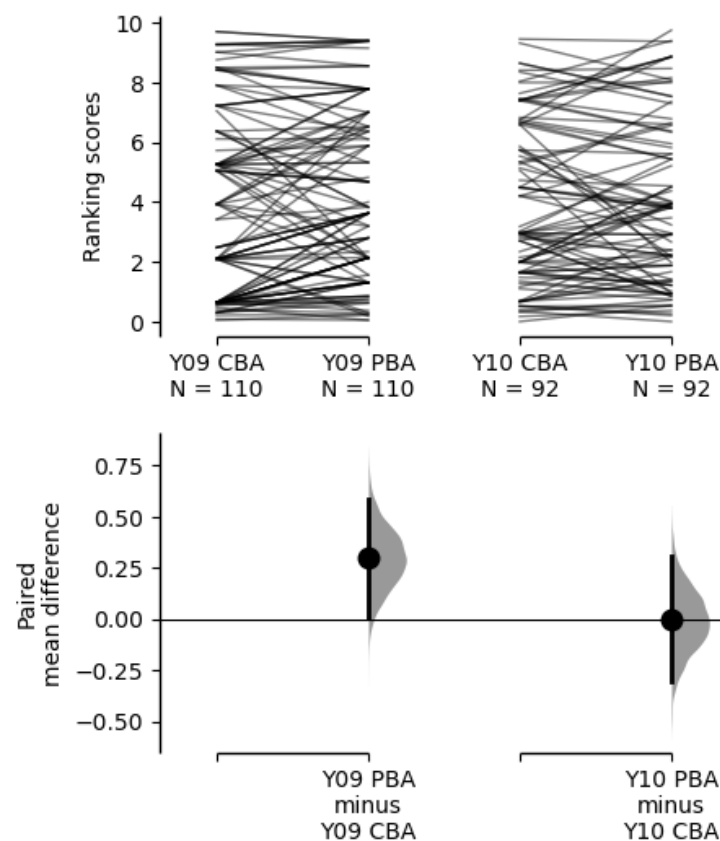 10
8
6
4
2
0
Ranking scores
Y09 CBA
N = 110
Y09 PBA
N = 110
Y10 CBA
N = 92
Y10 PBA
N = 92
0.75
0.50
0.25
0.00
−0.25
−0.50
Paired
mean difference
Y09 PBA
minus
Y09 CBA
Y10 PBA
minus
Y10 CBA